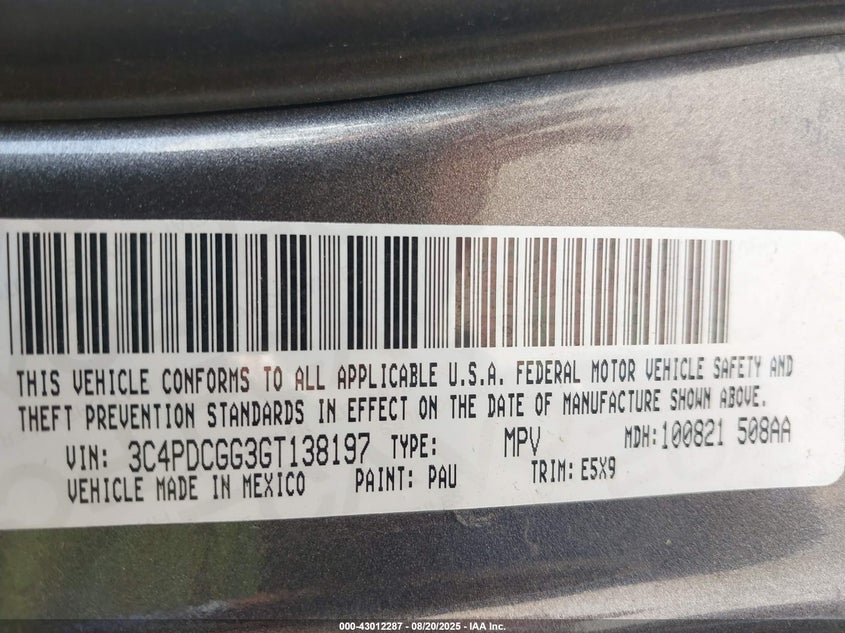 THIS VEHICLE CONFORMS TO ALL APPLICABLE U.S.A. FEDERAL MOTOR VEHICLE SAFETY AND
THEFT PREVENTION STANDARDS IN EFFECT ON THE DATE OF MANUFACTURE SHOWN ABOVE.
VIN: 3C4PDCGG3GT138197 TYPE: MPV MDH:100821 508AA
VEHICLE MADE IN MEXICO PAINT: PAU TRIM: E5X9
000-43012287 - 08/20/2025 - IAA Inc.